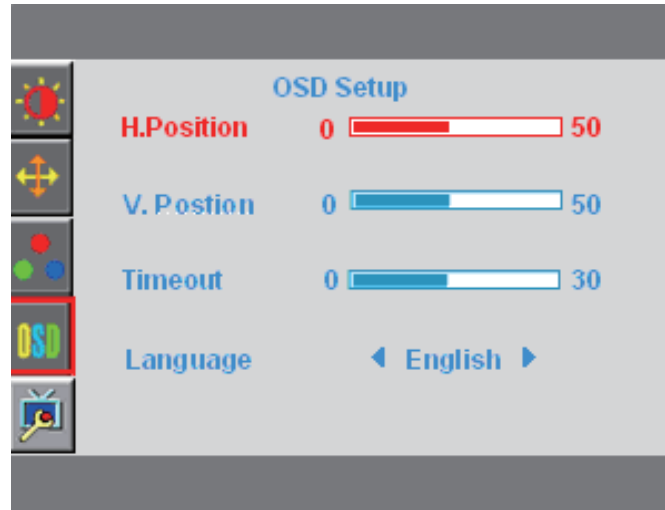 OSD Setup
H.Position 0 50
V. Postion 0 50
Timeout 0 30
OSD
Language English